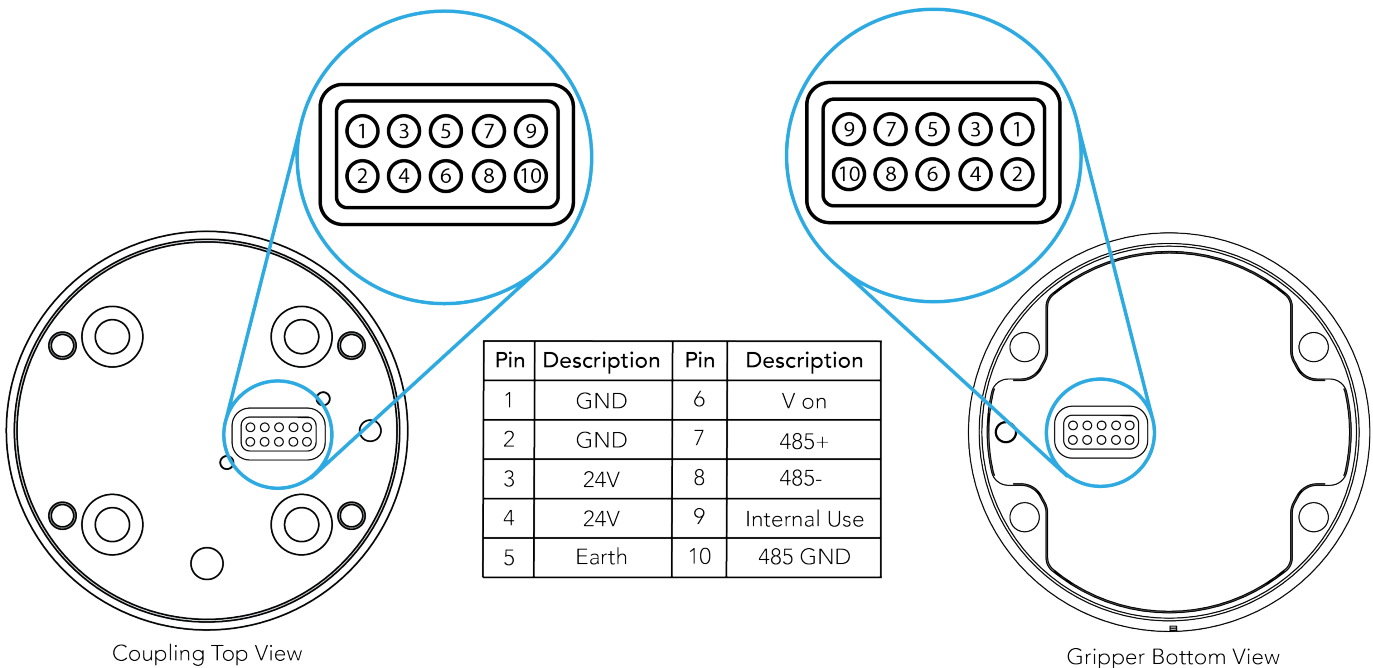 1 3 5 7 9
2 4 6 8 10
9 7 5 3 1
10 8 6 4 2
Pin Description Pin Description
1 GND 6 V on
2 GND 7 485+
3 24V 8 485-
4 24V 9 Internal Use
5 Earth 10 485 GND
Coupling Top View
Gripper Bottom View